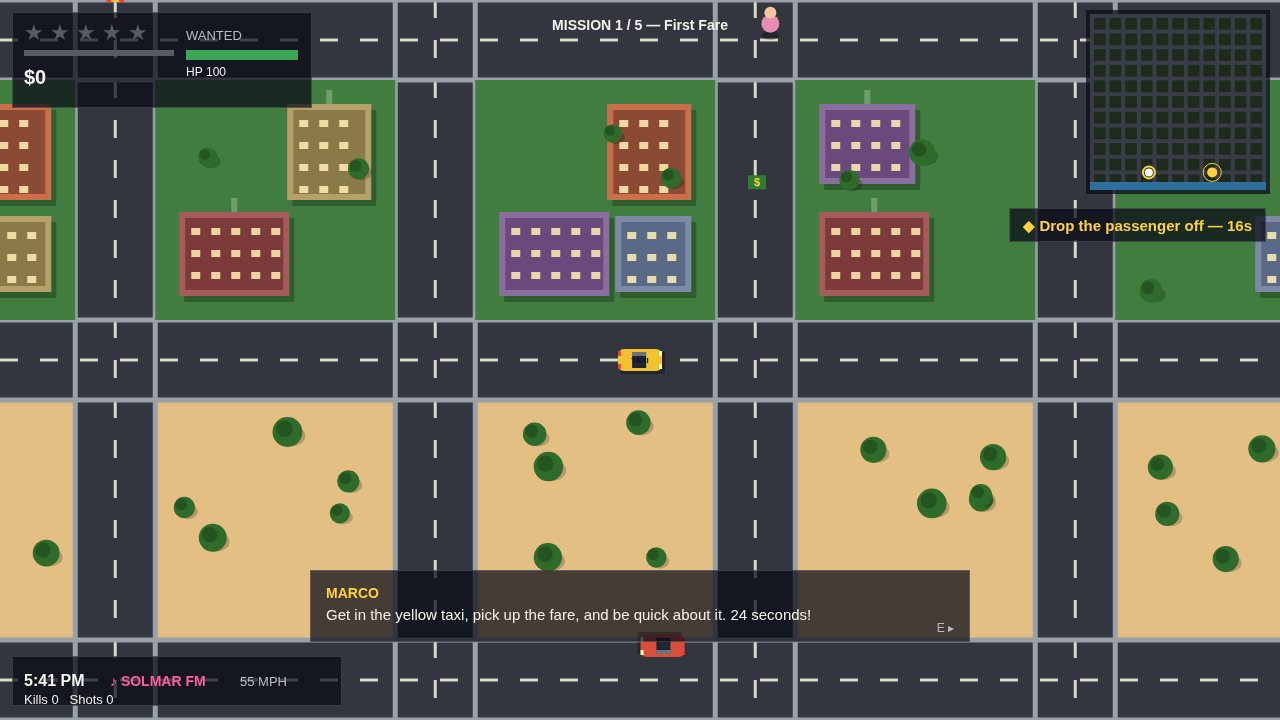 ★ ★ ★ ★ ★ WANTED
HP 100
$0
MISSION 1 / 5 — First Fare
$
◆ Drop the passenger off — 16s
TAXI
MARCO
Get in the yellow taxi, pick up the fare, and be quick about it. 24 seconds!
E ▸
5:41 PM ♪ SOLMAR FM 55 MPH
Kills 0 Shots 0